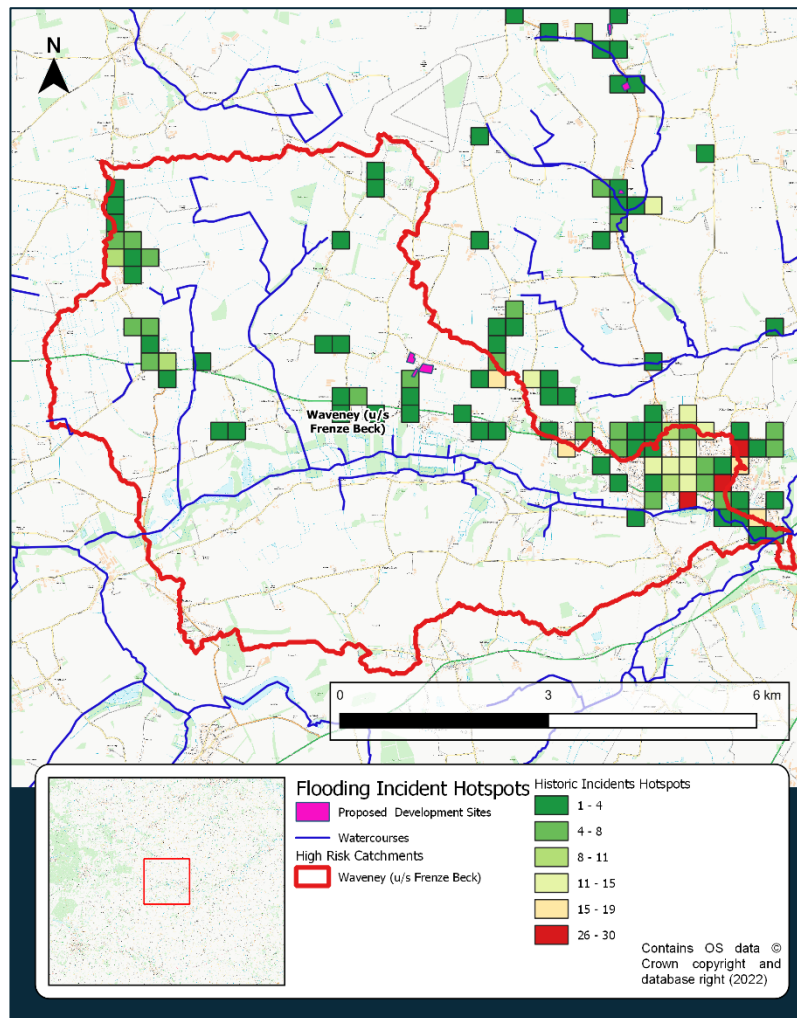 N
Waveney (u/s
Frenze Beck)
0
3
6 km
Flooding Incident Hotspots
Proposed Development Sites
Watercourses
High Risk Catchments
Waveney (u/s Frenze Beck)
Historic Incidents Hotspots
1 - 4
4 - 8
8 - 11
11 - 15
15 - 19
26 - 30
Contains OS data ©
Crown copyright and
database right (2022)